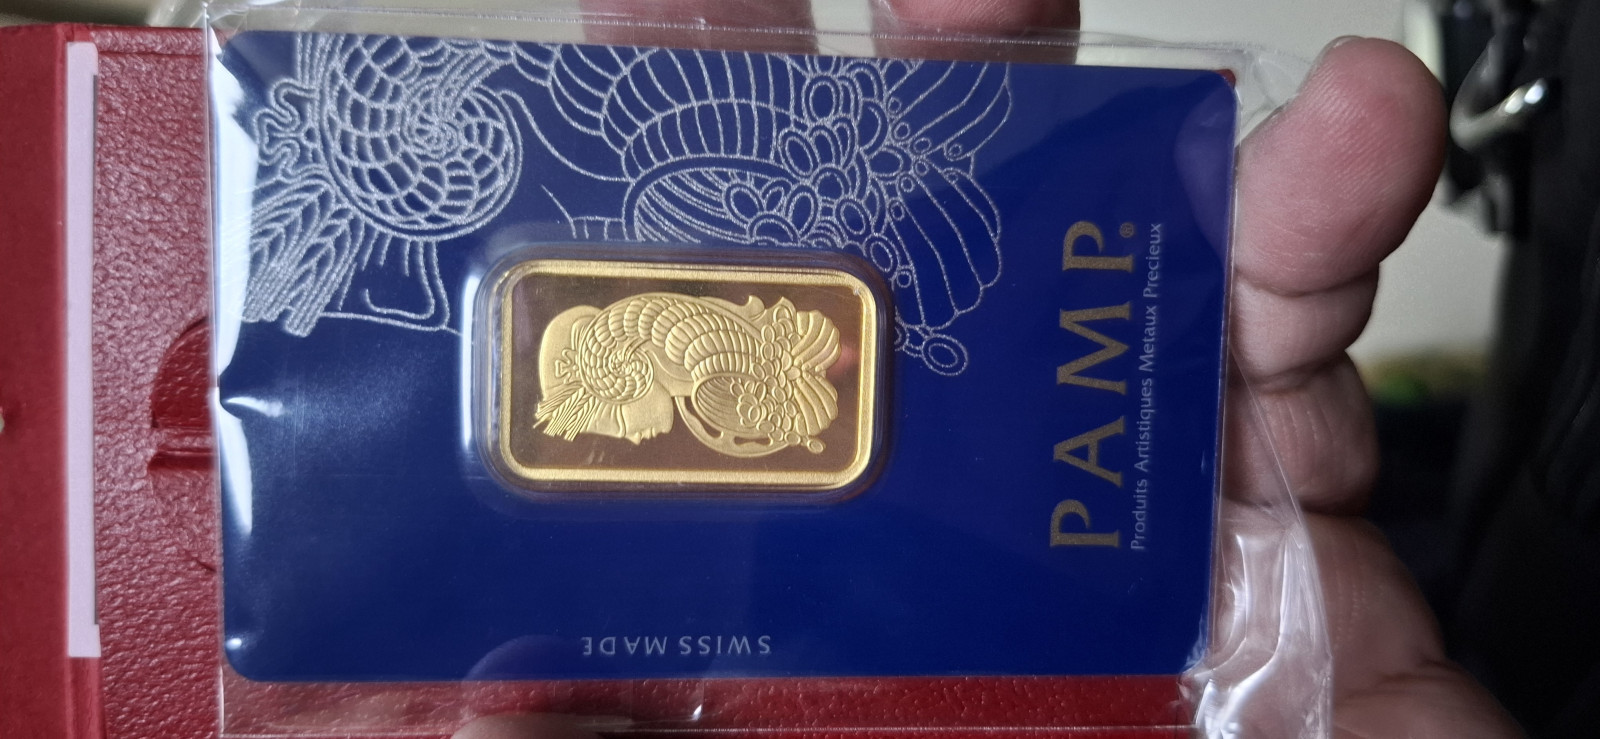 PAMP®
Produits Artistiques Metaux Precieux
SWISS MADE